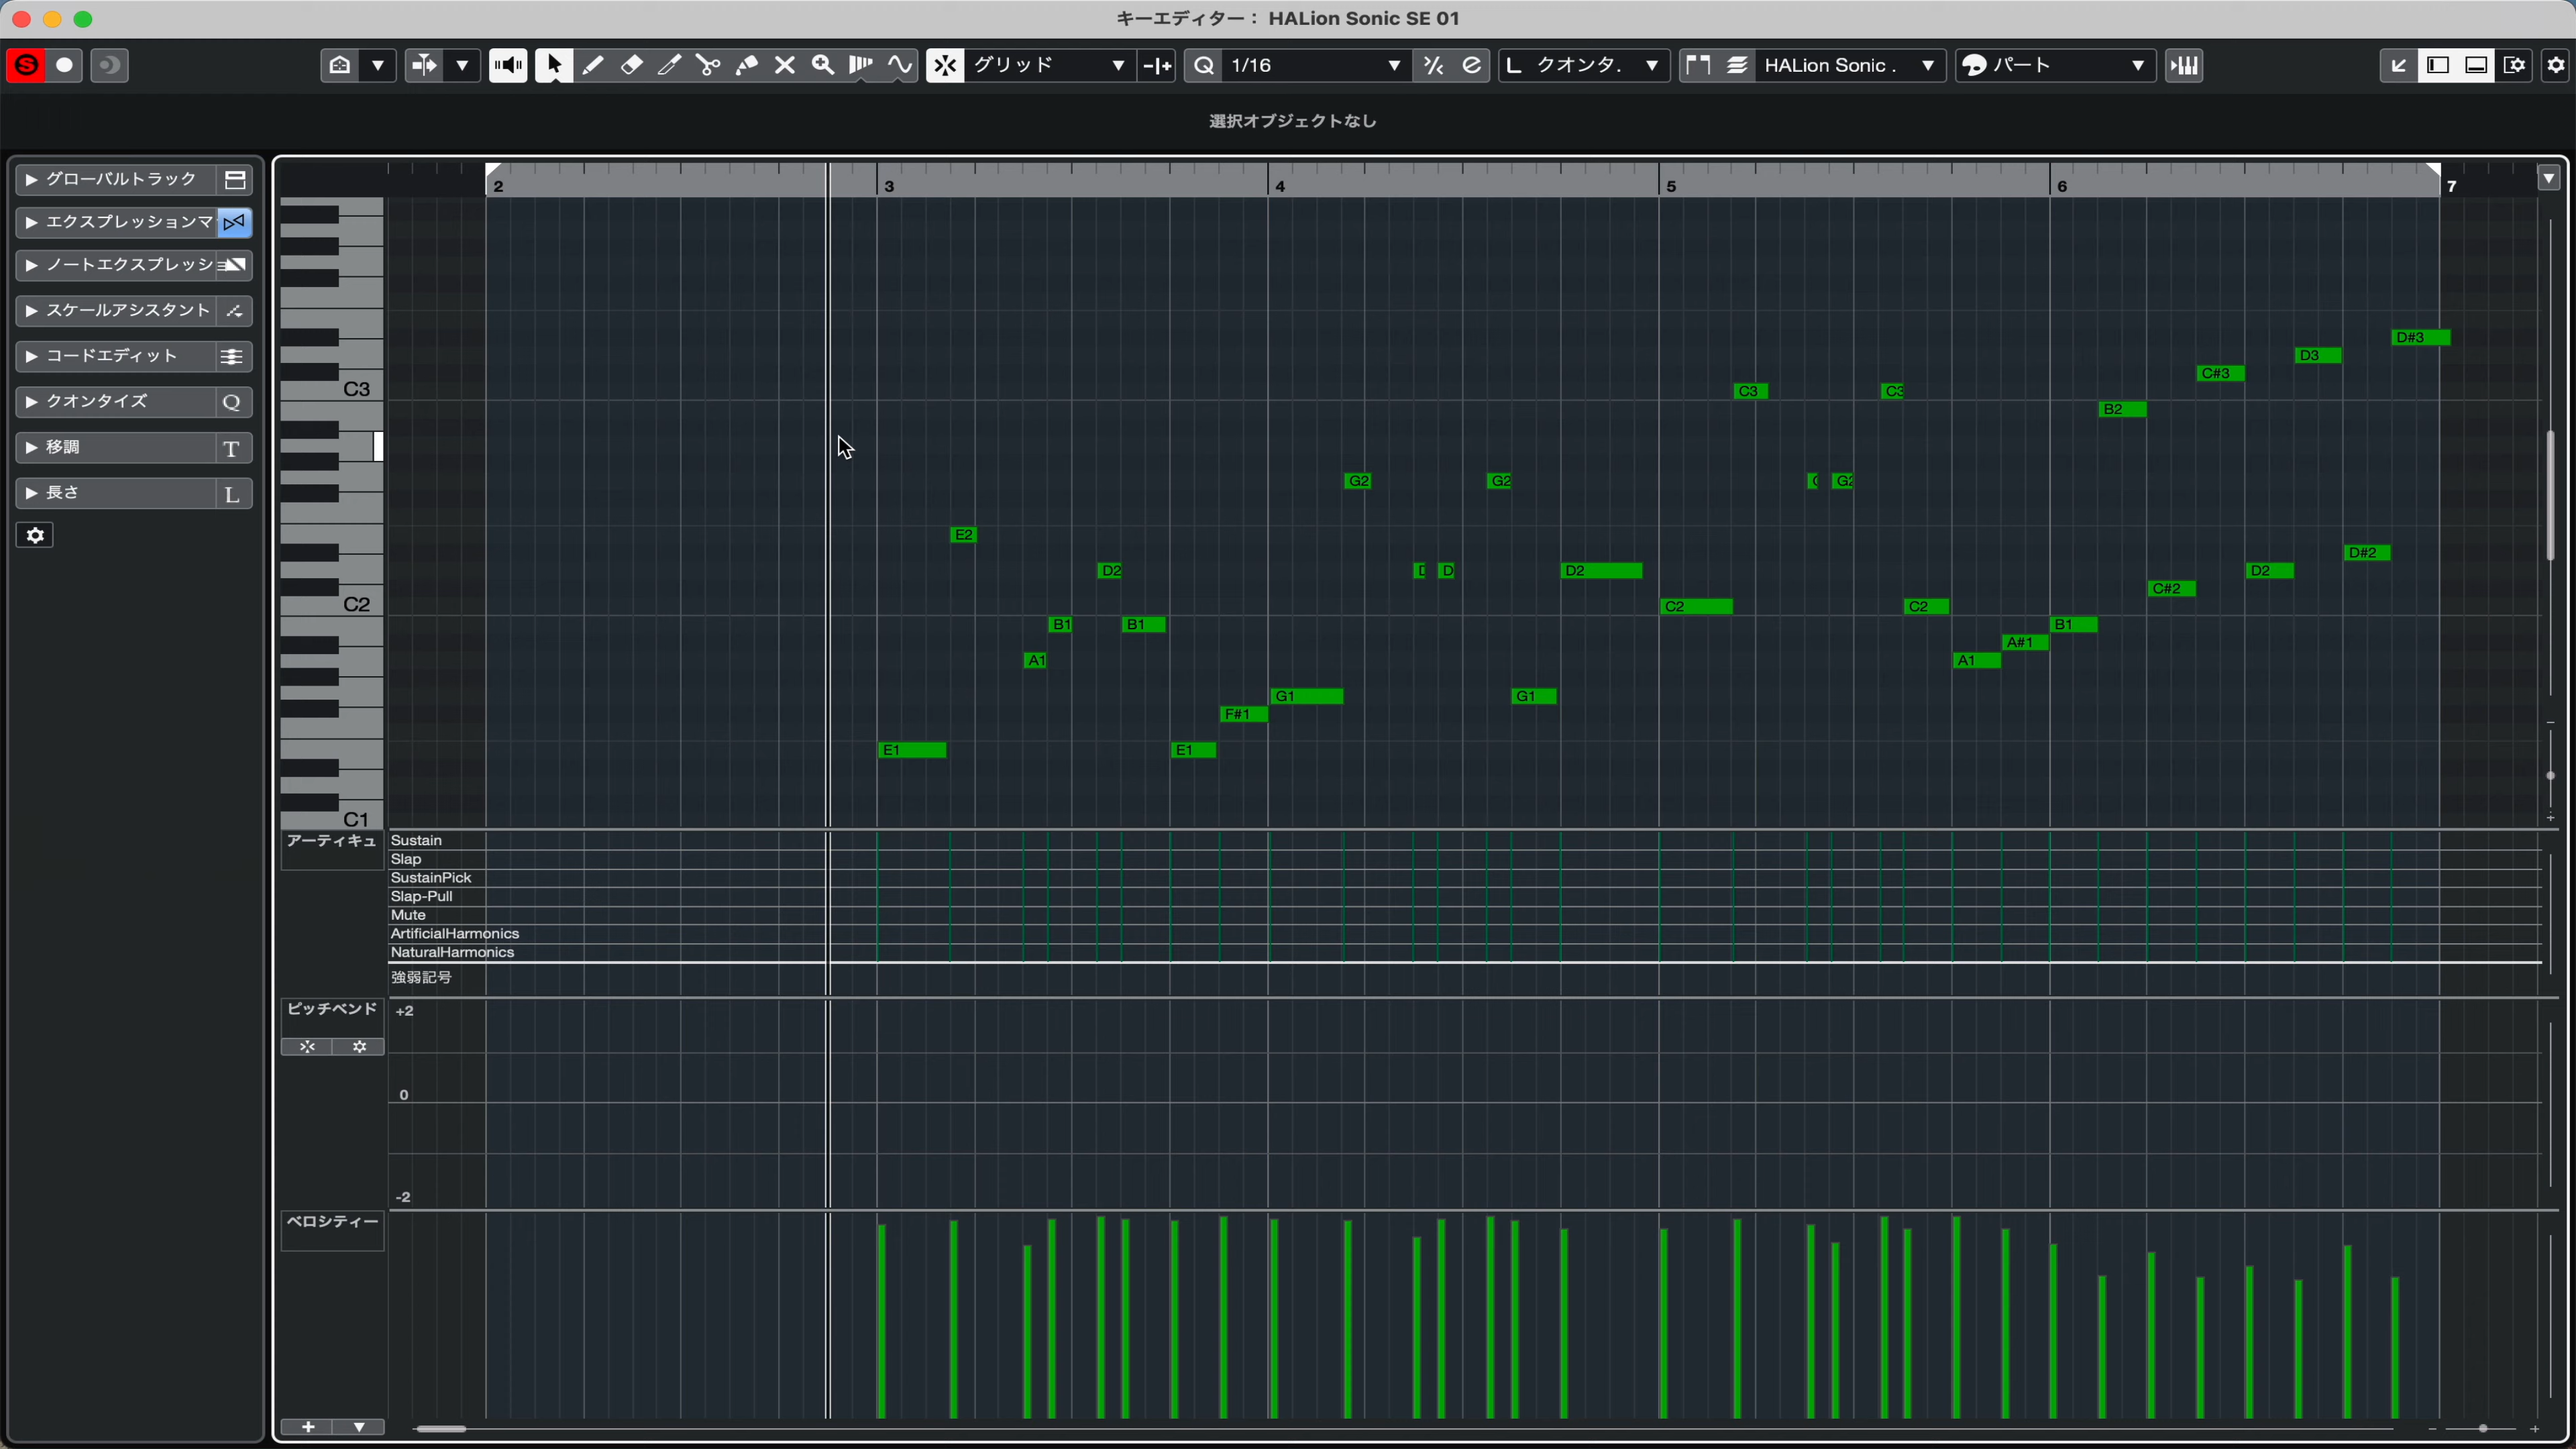 キーエディター： HALion Sonic SE 01
グリッド
1/16
クオンタ.
HALion Sonic .
パート
選択オブジェクトなし
グローバルトラック
エクスプレッションマ
ノートエクスプレッシ
スケールアシスタント
コードエディット
クオンタイズ Q
移調 T
長さ L
2 3 4 5 6 7
D#3
D3
C#3
C3 C3 C3
B2
G2 G2 G2
E2
D#2
D2 D D2 D2
C#2
C2 C2 C2
B1 B1 B1
A#1
A1 A1
G1 G1
F#1
E1 E1
C1
アーティキュ
Sustain
Slap
SustainPick
Slap-Pull
Mute
ArtificialHarmonics
NaturalHarmonics
強弱記号
ピッチベンド
+2
0
-2
ベロシティー